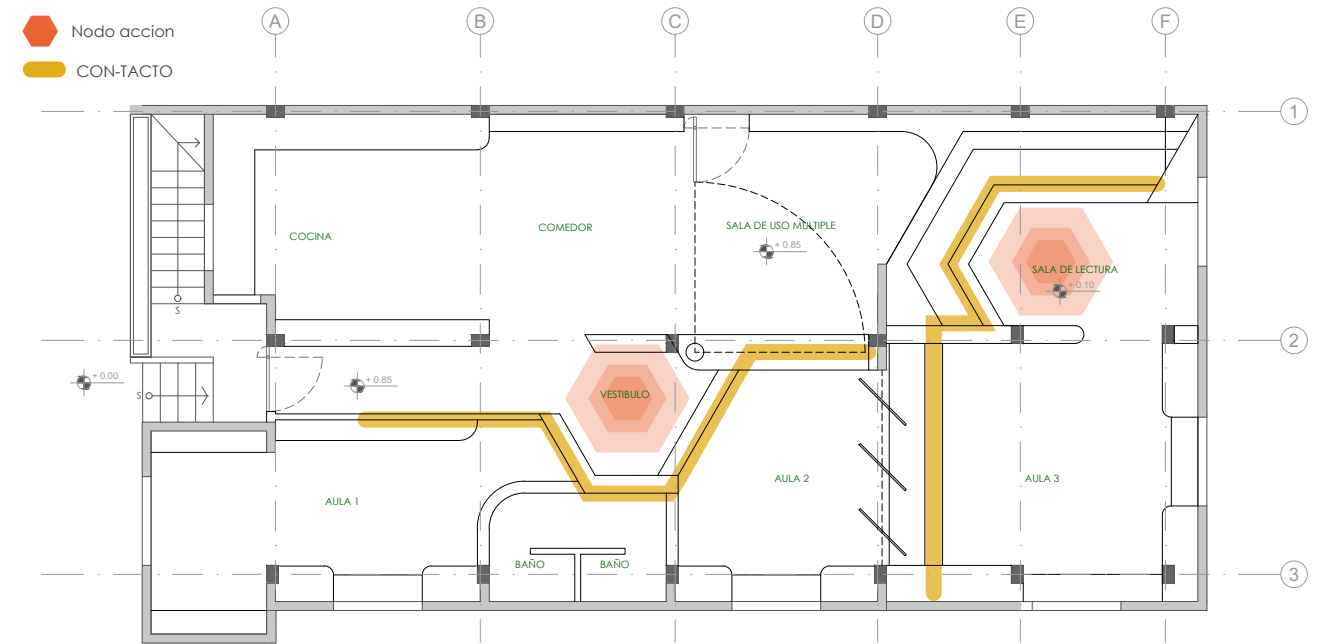 Nodo accion
CON-TACTO
A B C D E F
1
COCINA
COMEDOR
SALA DE USO MULTIPLE
+ 0.85
SALA DE LECTURA
+ 0.10
S
2
+ 0.00
S
+ 0.85
VESTIBULO
AULA 1
AULA 2
AULA 3
BAÑO BAÑO
3